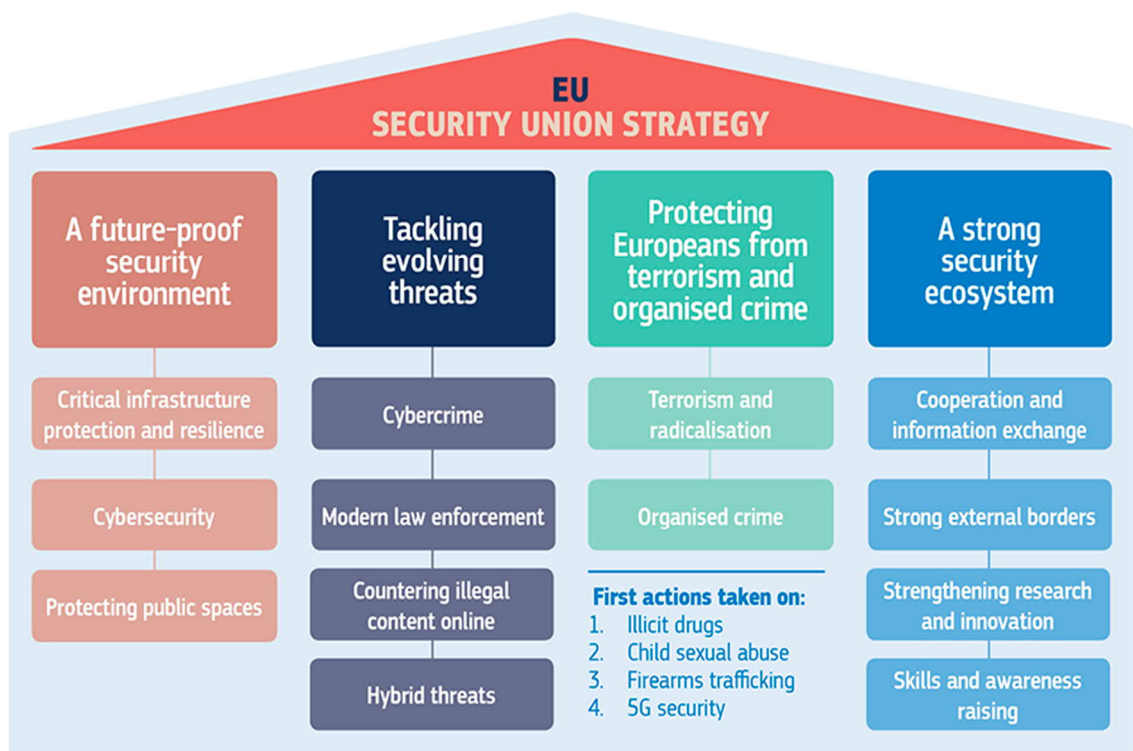 EU
SECURITY UNION STRATEGY
A future-proof
security
environment
Critical infrastructure
protection and resilience
Cybersecurity
Protecting public spaces
Tackling
evolving
threats
Cybercrime
Modern law enforcement
Countering illegal
content online
Hybrid threats
Protecting
Europeans from
terrorism and
organised crime
Terrorism and
radicalisation
Organised crime
First actions taken on:
1. Illicit drugs
2. Child sexual abuse
3. Firearms trafficking
4. 5G security
A strong
security
ecosystem
Cooperation and
information exchange
Strong external borders
Strengthening research
and innovation
Skills and awareness
raising